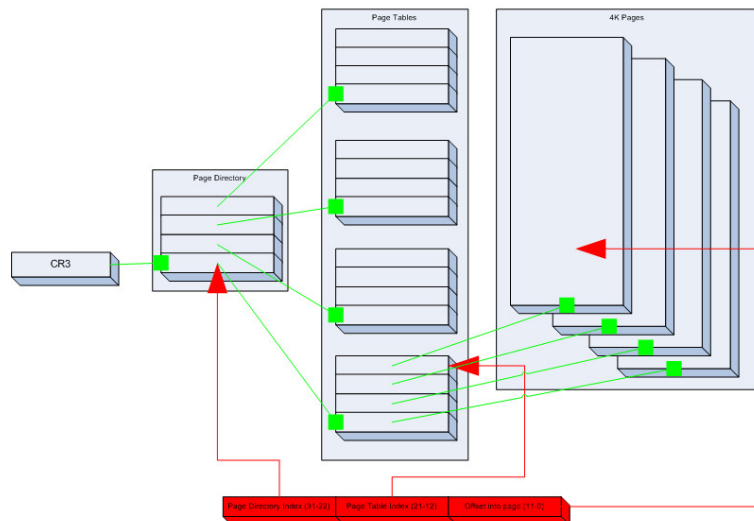 Page Tables
4K Pages
Page Directory
CR3
Page Directory Index (31-22)
Page Table Index (21-12)
Offset into page (11-0)